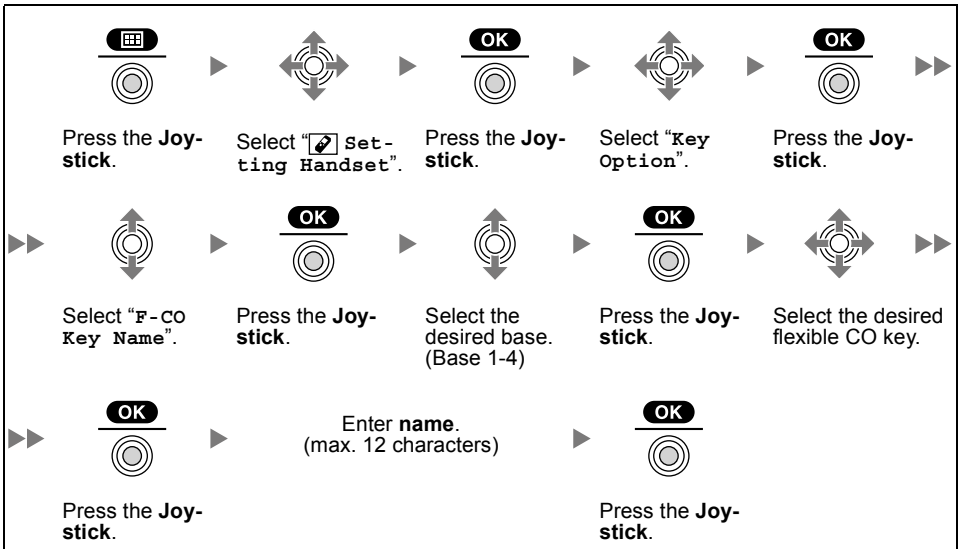 OK OK
Press the Joy- Select " Set- Press the Joy- Select "Key Press the Joy-
stick. ting Handset". stick. Option". stick.
OK OK
Select "F-CO Press the Joy- Select the Press the Joy- Select the desired
Key Name". stick. desired base. stick. flexible CO key.
(Base 1-4)
OK Enter name. OK
(max. 12 characters)
Press the Joy- Press the Joy-
stick. stick.